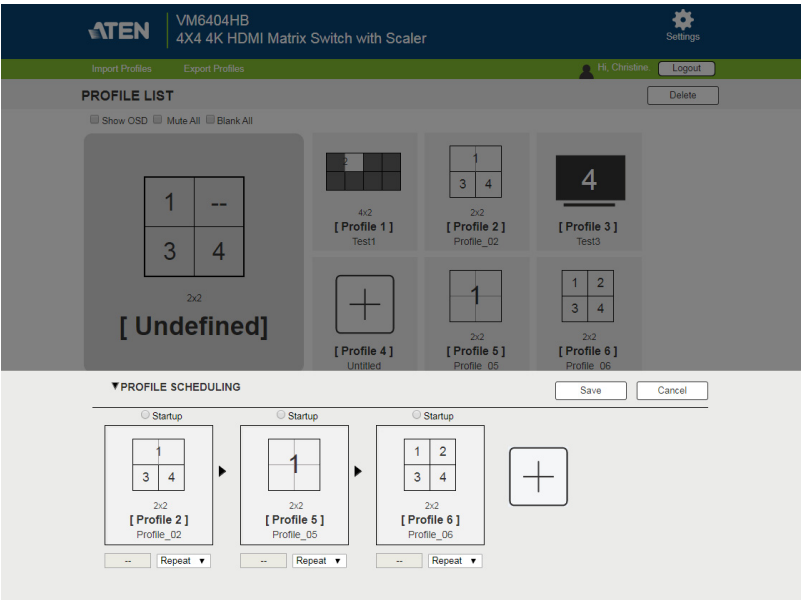 ATEN
VM6404HB
4X4 4K HDMI Matrix Switch with Scaler
Settings
Import Profiles Export Profiles Hi, Christine Logout
PROFILE LIST Delete
Show OSD Mute All Blank All
1 --
3 4
2x2
[ Undefined]
2
4x2
[ Profile 1 ]
Test1
1
3 4
2x2
[ Profile 2 ]
Profile_02
4
[ Profile 3 ]
Test3
[ Profile 4 ]
Untitled
1
2x2
[ Profile 5 ]
Profile_05
1 2
3 4
2x2
[ Profile 6 ]
Profile_06
▼PROFILE SCHEDULING Save Cancel
Startup Startup Startup
1
3 4
2x2
[ Profile 2 ]
Profile_02
-- Repeat ▼
1
2x2
[ Profile 5 ]
Profile_05
-- Repeat ▼
1 2
3 4
2x2
[ Profile 6 ]
Profile_06
-- Repeat ▼